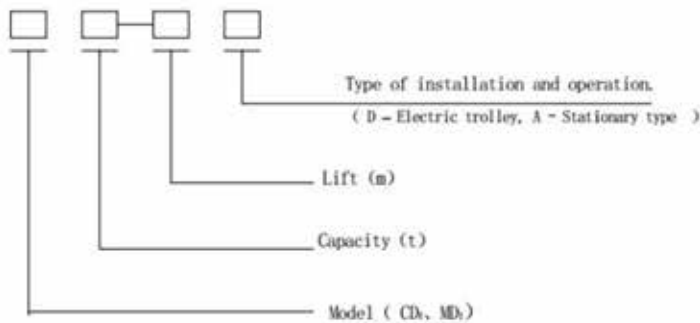 Type of installation and operation.
( D - Electric trolley, A - Stationary type )
Lift (m)
Capacity (t)
Model ( CD₁、MD₁)